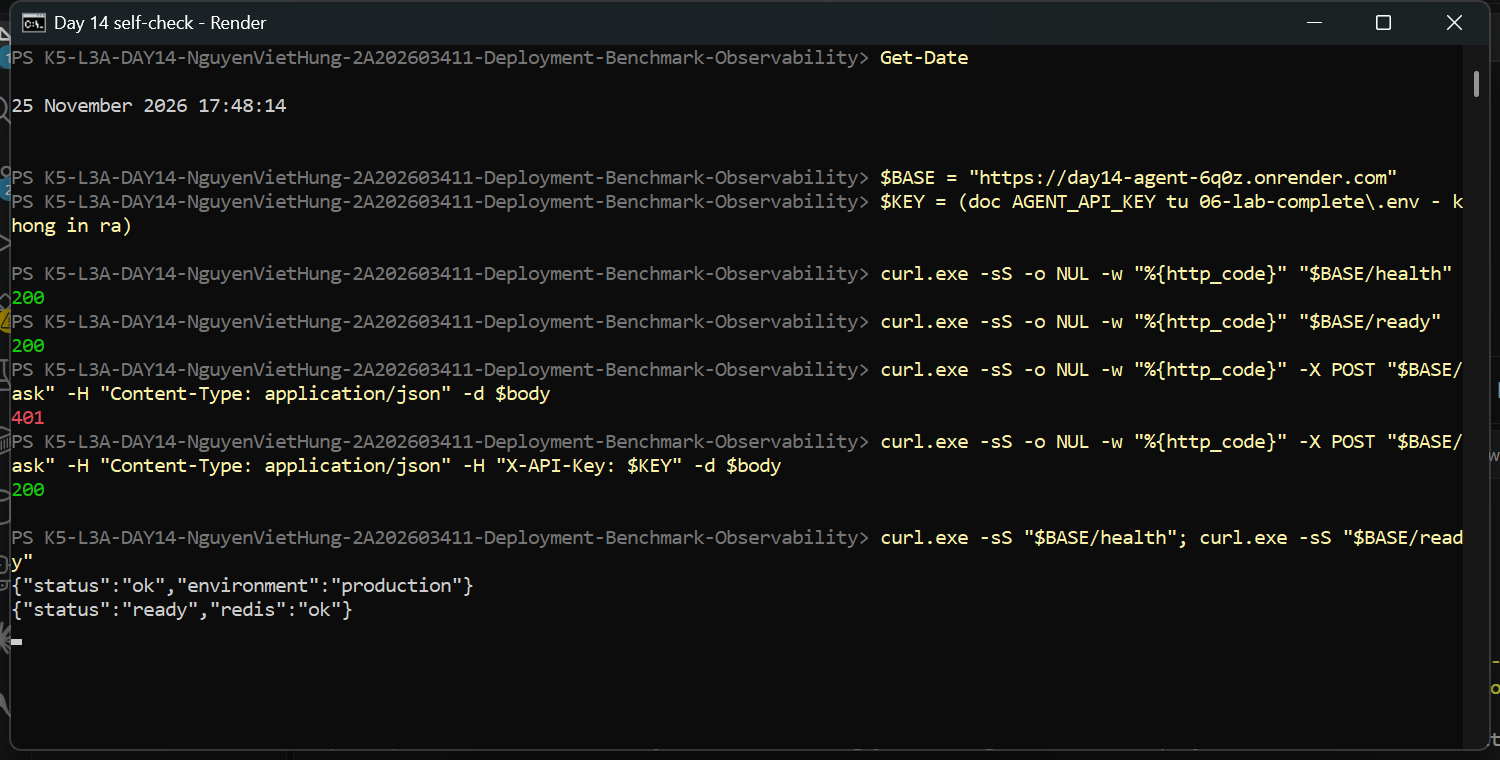 Day 14 self-check - Render
PS K5-L3A-DAY14-NguyenVietHung-2A202603411-Deployment-Benchmark-Observability> Get-Date
25 November 2026 17:48:14
PS K5-L3A-DAY14-NguyenVietHung-2A202603411-Deployment-Benchmark-Observability> $BASE = "https://day14-agent-6q0z.onrender.com"
PS K5-L3A-DAY14-NguyenVietHung-2A202603411-Deployment-Benchmark-Observability> $KEY = (doc AGENT_API_KEY tu 06-lab-complete\.env - k
hong in ra)
PS K5-L3A-DAY14-NguyenVietHung-2A202603411-Deployment-Benchmark-Observability> curl.exe -sS -o NUL -w "%{http_code}" "$BASE/health"
200
PS K5-L3A-DAY14-NguyenVietHung-2A202603411-Deployment-Benchmark-Observability> curl.exe -sS -o NUL -w "%{http_code}" "$BASE/ready"
200
PS K5-L3A-DAY14-NguyenVietHung-2A202603411-Deployment-Benchmark-Observability> curl.exe -sS -o NUL -w "%{http_code}" -X POST "$BASE/
ask" -H "Content-Type: application/json" -d $body
401
PS K5-L3A-DAY14-NguyenVietHung-2A202603411-Deployment-Benchmark-Observability> curl.exe -sS -o NUL -w "%{http_code}" -X POST "$BASE/
ask" -H "Content-Type: application/json" -H "X-API-Key: $KEY" -d $body
200
PS K5-L3A-DAY14-NguyenVietHung-2A202603411-Deployment-Benchmark-Observability> curl.exe -sS "$BASE/health"; curl.exe -sS "$BASE/read
y"
{"status":"ok","environment":"production"}
{"status":"ready","redis":"ok"}